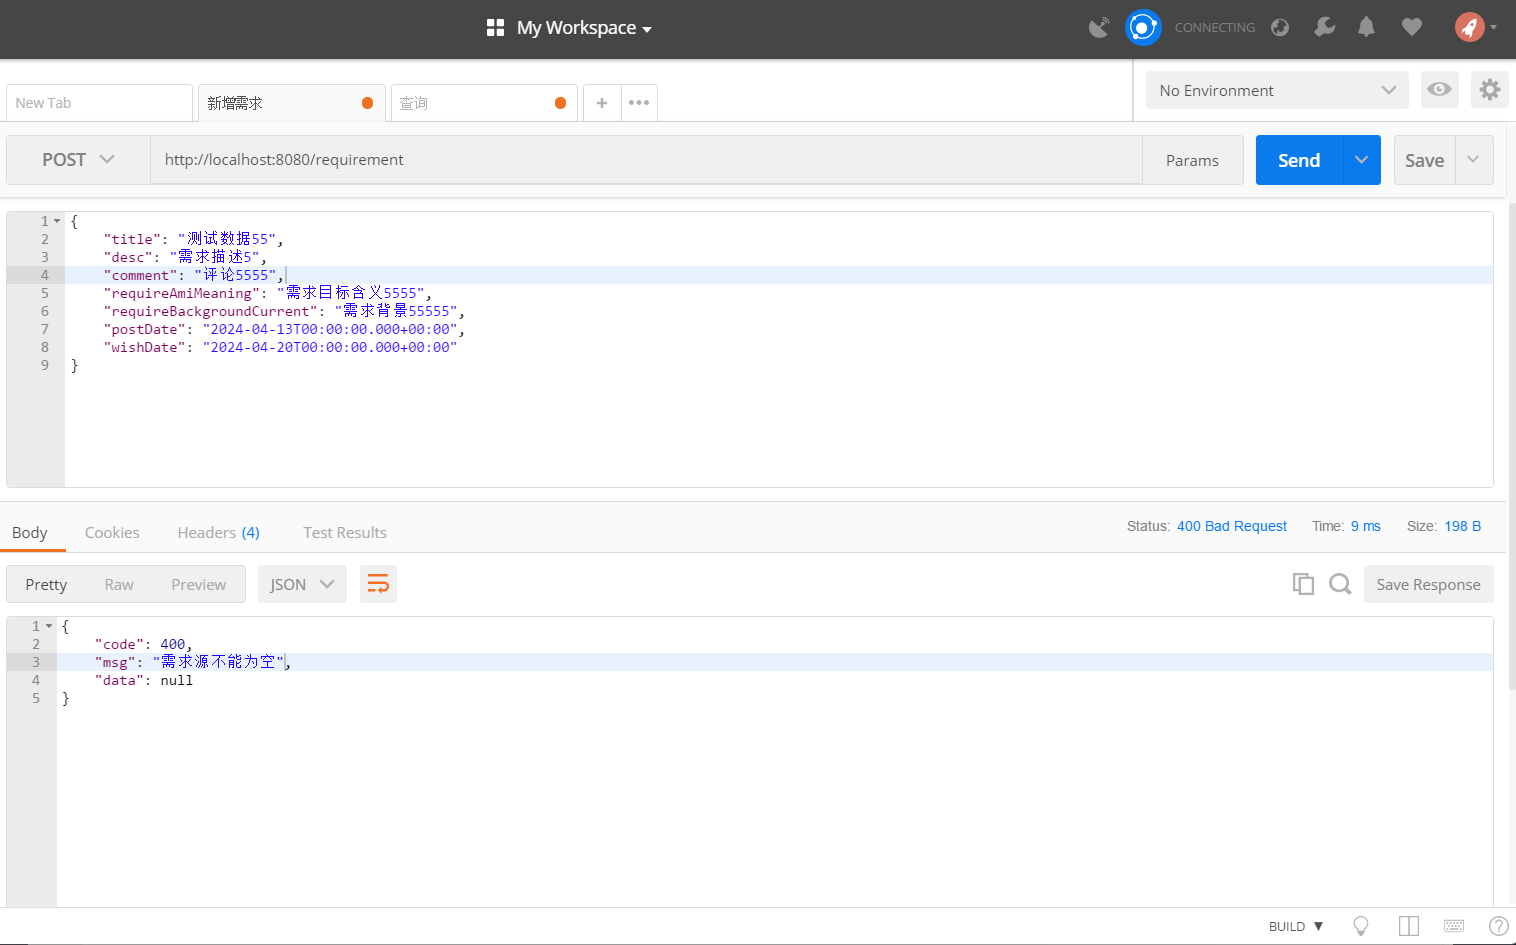 My Workspace
CONNECTING
New Tab
新增需求
查询
No Environment
POST
http://localhost:8080/requirement
Params
Send
Save
1 {
2 "title": "测试数据55",
3 "desc": "需求描述5",
4 "comment": "评论5555",
5 "requireAmiMeaning": "需求目标含义5555",
6 "requireBackgroundCurrent": "需求背景55555",
7 "postDate": "2024-04-13T00:00:00.000+00:00",
8 "wishDate": "2024-04-20T00:00:00.000+00:00"
9 }
Body Cookies Headers (4) Test Results Status: 400 Bad Request Time: 9 ms Size: 198 B
Pretty Raw Preview JSON Save Response
1 {
2 "code": 400,
3 "msg": "需求源不能为空",
4 "data": null
5 }
BUILD